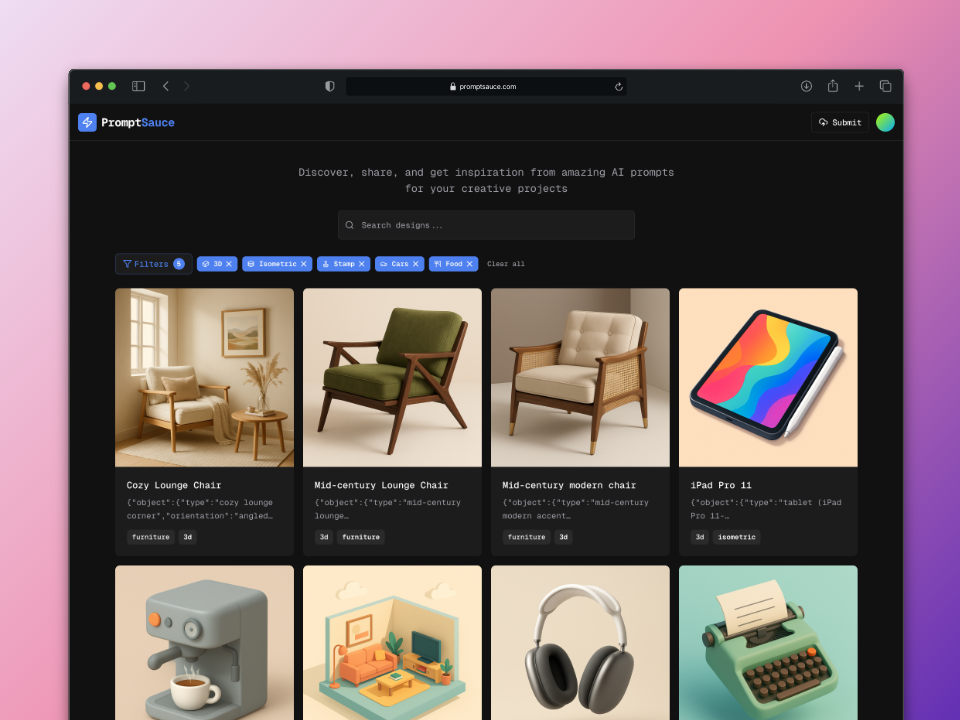 promptsauce.com
PromptSauce
Submit
Discover, share, and get inspiration from amazing AI prompts
for your creative projects
Search designs...
Filters 5 3D Isometric Stamp Cars Food Clear all
Cozy Lounge Chair
{"object":{"type":"cozy lounge
corner","orientation":"angled…
furniture 3d
Mid-century Lounge Chair
{"object":{"type":"mid-century
lounge…
3d furniture
Mid-century modern chair
{"object":{"type":"mid-century
modern accent…
furniture 3d
iPad Pro 11
{"object":{"type":"tablet (iPad
Pro 11-…
3d isometric